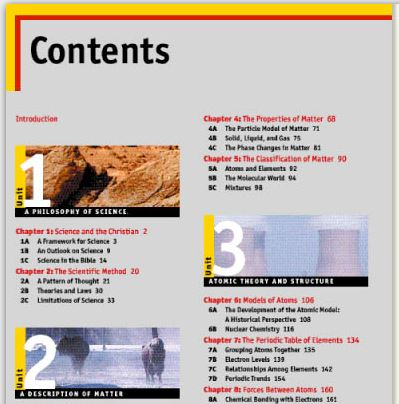 Contents
Introduction
Unit 1
A PHILOSOPHY OF SCIENCE
Chapter 1: Science and the Christian 2
1A A Framework for Science 3
1B An Outlook on Science 9
1C Science in the Bible 14
Chapter 2: The Scientific Method 20
2A A Pattern of Thought 21
2B Theories and Laws 30
2C Limitations of Science 33
Unit 2
A DESCRIPTION OF MATTER
Chapter 4: The Properties of Matter 68
4A The Particle Model of Matter 71
4B Solid, Liquid, and Gas 75
4C The Phase Changes in Matter 81
Chapter 5: The Classification of Matter 90
5A Atoms and Elements 92
5B The Molecular World 94
5C Mixtures 98
Unit 3
ATOMIC THEORY AND STRUCTURE
Chapter 6: Models of Atoms 106
6A The Development of the Atomic Model:
A Historical Perspective 108
6B Nuclear Chemistry 116
Chapter 7: The Periodic Table of Elements 134
7A Grouping Atoms Together 135
7B Electron Levels 139
7C Relationships Among Elements 142
7D Periodic Trends 154
Chapter 8: Forces Between Atoms 160
8A Chemical Bonding with Electrons 161